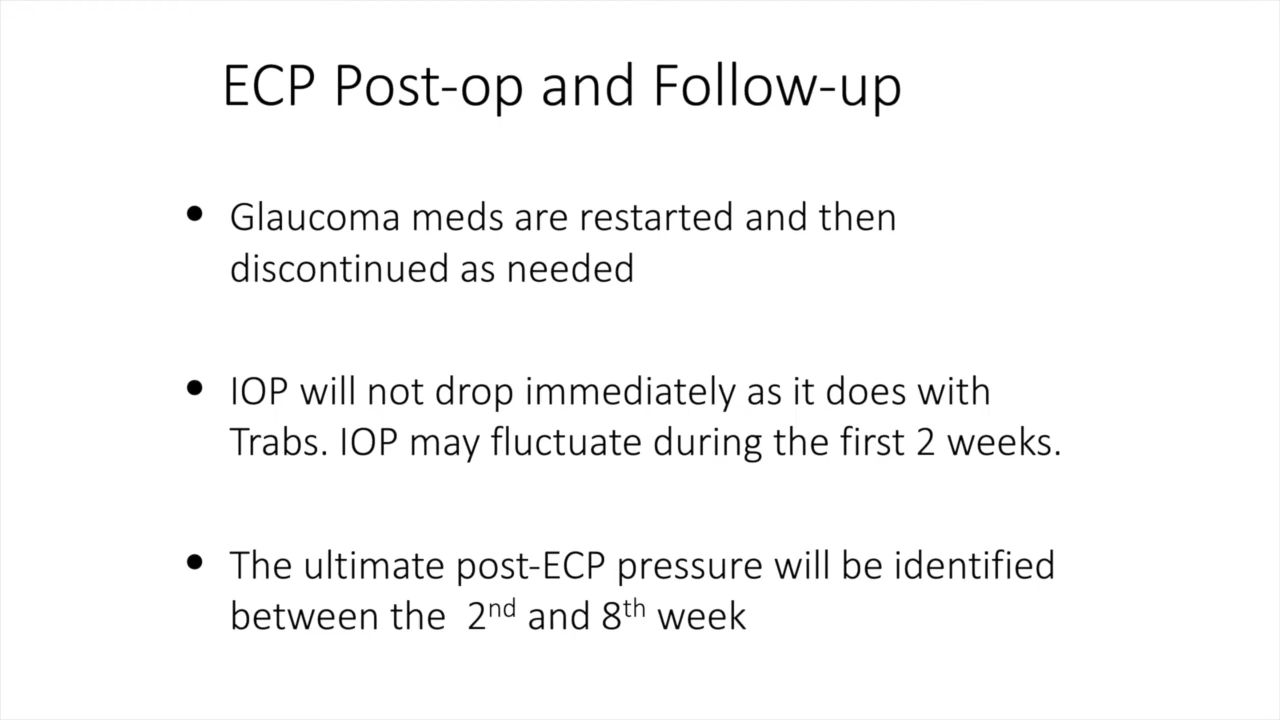 ECP Post-op and Follow-up
• Glaucoma meds are restarted and then
discontinued as needed
• IOP will not drop immediately as it does with
Trabs. IOP may fluctuate during the first 2 weeks.
• The ultimate post-ECP pressure will be identified
between the 2nd and 8th week